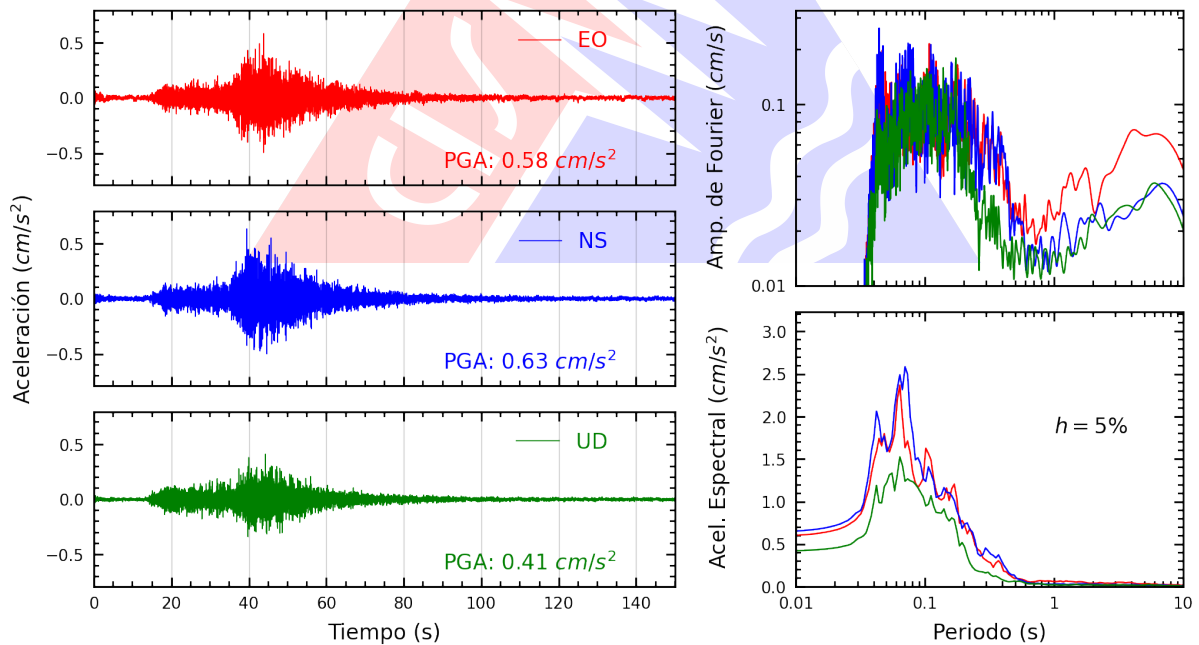 Aceleración (cm/s²)
0.5
0.0
−0.5
EO
PGA: 0.58 cm/s²
0.5
0.0
−0.5
NS
PGA: 0.63 cm/s²
0.5
0.0
−0.5
UD
PGA: 0.41 cm/s²
0 20 40 60 80 100 120 140
Tiempo (s)
Amp. de Fourier (cm/s)
0.1
0.01
Acel. Espectral (cm/s²)
3.0
2.5
2.0
1.5
1.0
0.5
0.0
h = 5%
0.01 0.1 1 10
Periodo (s)